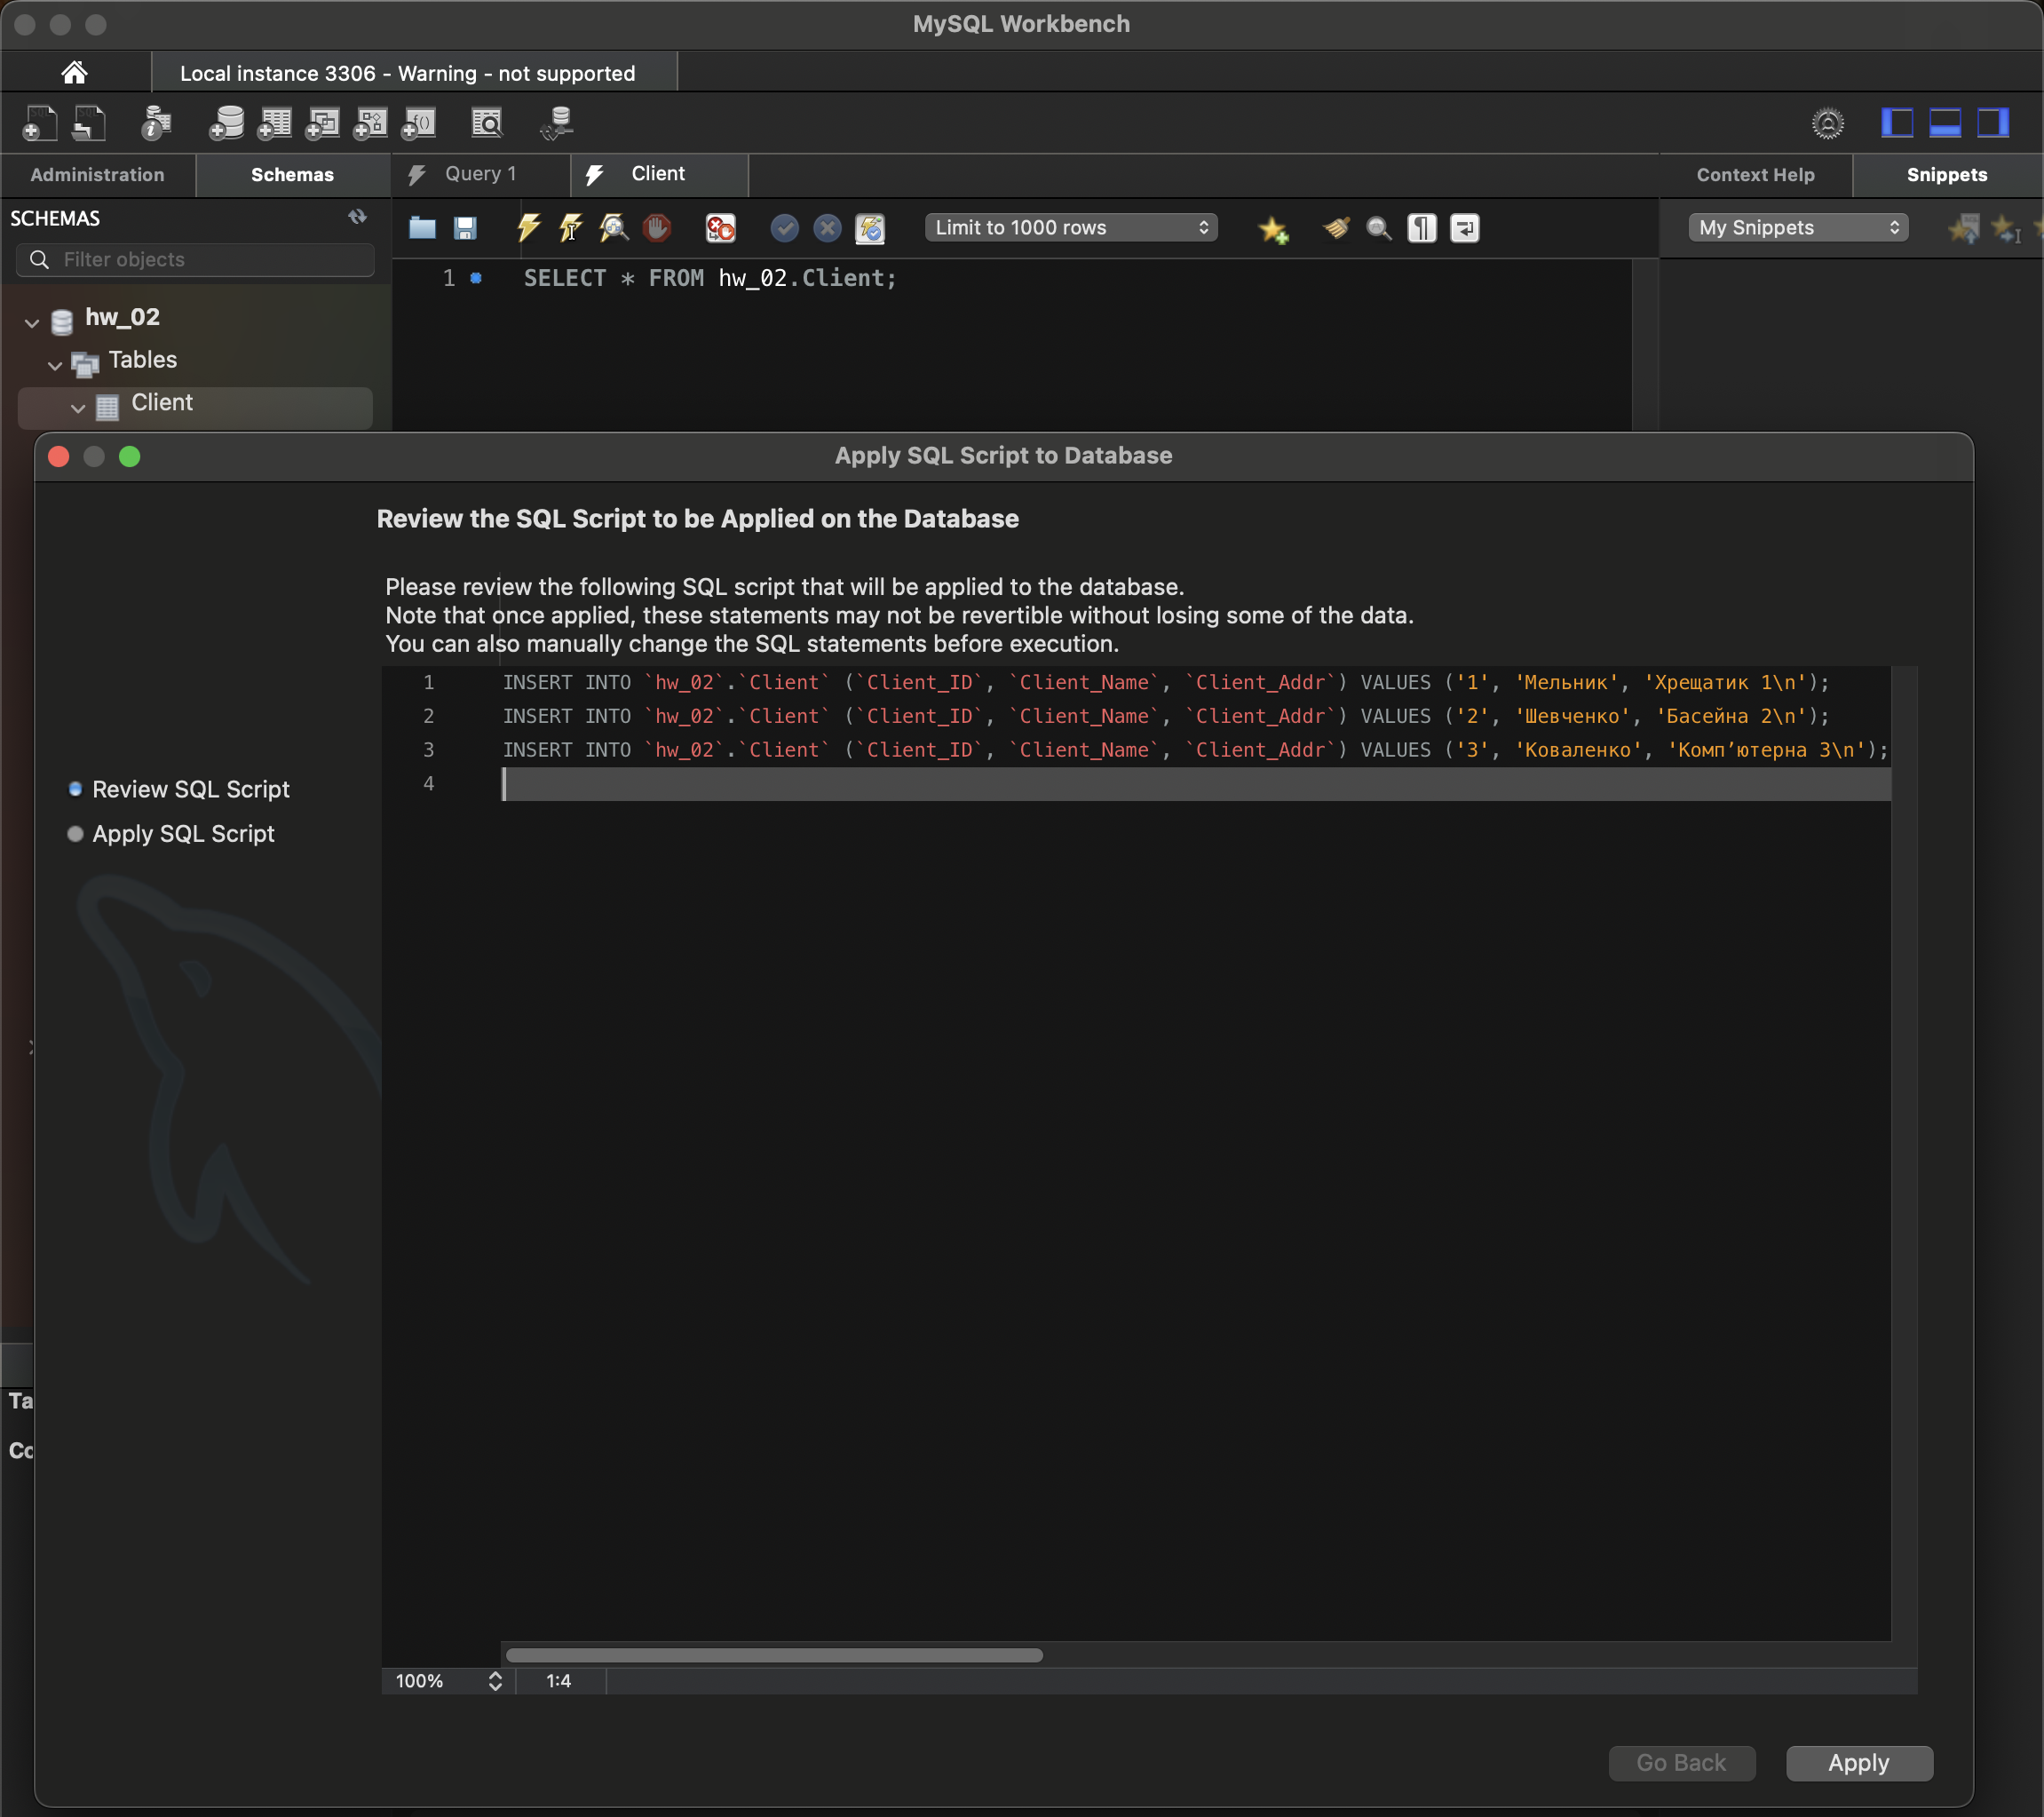 MySQL Workbench
Local instance 3306 - Warning - not supported
Administration
Schemas
Query 1
Client
Context Help
Snippets
SCHEMAS
Limit to 1000 rows
My Snippets
Filter objects
1 SELECT * FROM hw_02.Client;
hw_02
Tables
Client
Apply SQL Script to Database
Review the SQL Script to be Applied on the Database
Please review the following SQL script that will be applied to the database.
Note that once applied, these statements may not be revertible without losing some of the data.
You can also manually change the SQL statements before execution.
1 INSERT INTO `hw_02`.`Client` (`Client_ID`, `Client_Name`, `Client_Addr`) VALUES ('1', 'Мельник', 'Хрещатик 1\n');
2 INSERT INTO `hw_02`.`Client` (`Client_ID`, `Client_Name`, `Client_Addr`) VALUES ('2', 'Шевченко', 'Басейна 2\n');
3 INSERT INTO `hw_02`.`Client` (`Client_ID`, `Client_Name`, `Client_Addr`) VALUES ('3', 'Коваленко', 'Комп’ютерна 3\n');
4
Review SQL Script
Apply SQL Script
Ta
Co
100%
1:4
Go Back
Apply